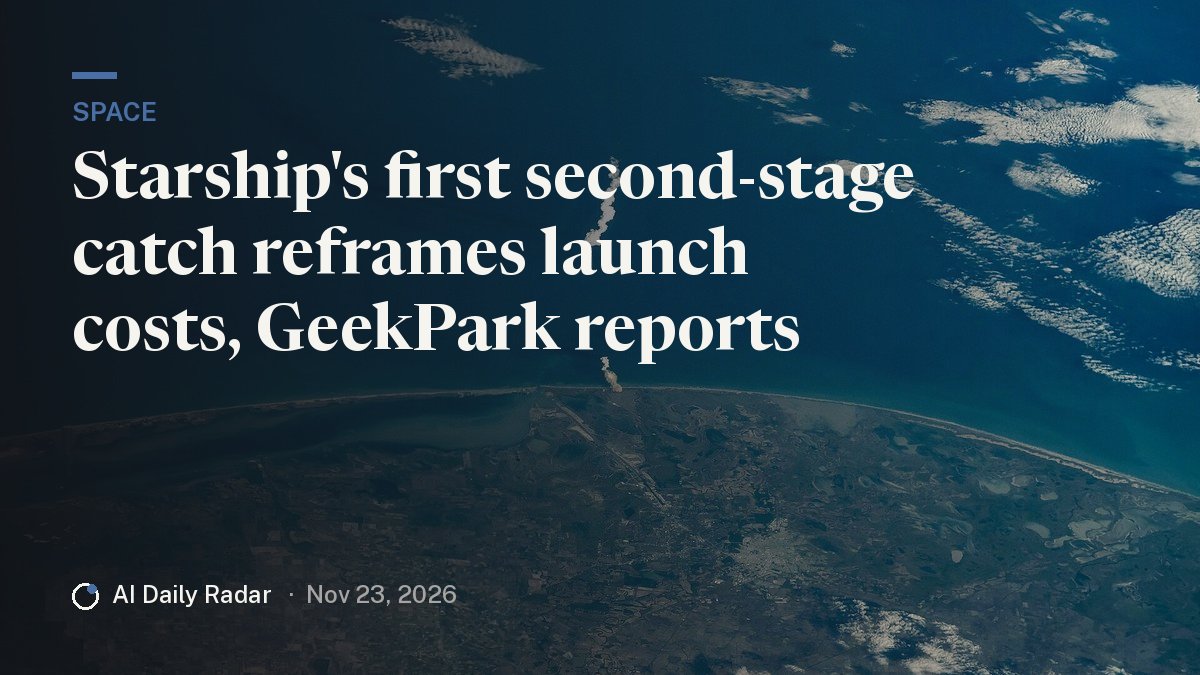 SPACE
Starship's first second-stage
catch reframes launch
costs, GeekPark reports
AI Daily Radar · Nov 23, 2026